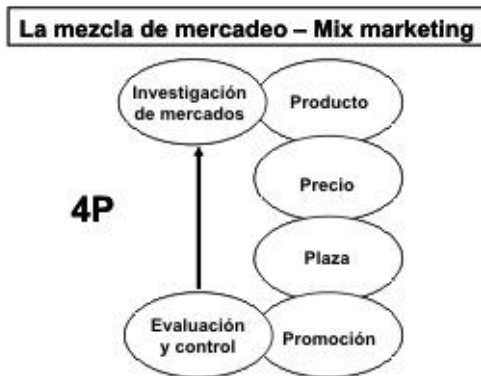 La mezcla de mercadeo – Mix marketing
Investigación
de mercados
Producto
Precio
4P
Plaza
Evaluación
y control
Promoción